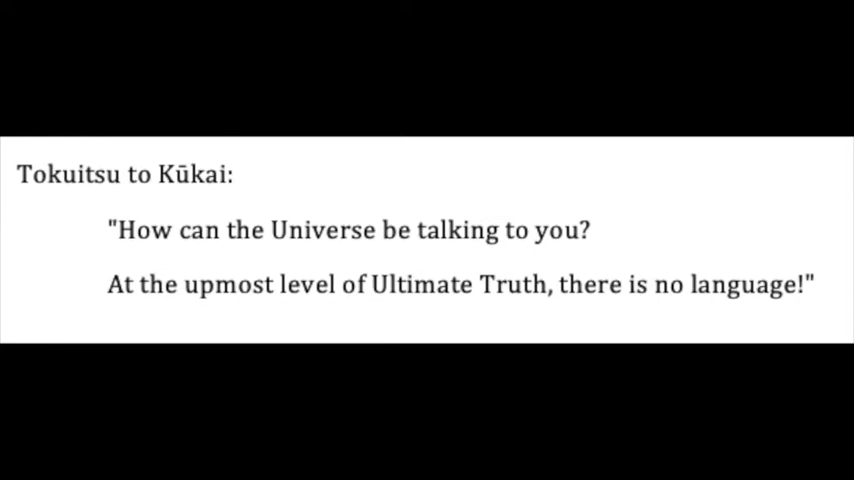 Tokuitsu to Kūkai:
"How can the Universe be talking to you?
At the upmost level of Ultimate Truth, there is no language!"